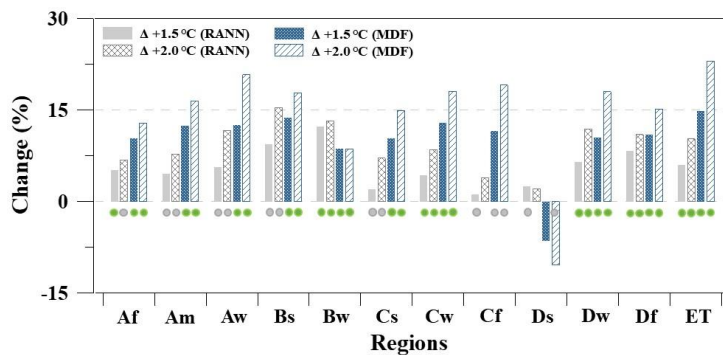 30
Δ +1.5 °C (RANN) Δ +1.5 °C (MDF)
Δ +2.0 °C (RANN) Δ +2.0 °C (MDF)
15
Change (%)
0
-15
Af Am Aw Bs Bw Cs Cw Cf Ds Dw Df ET
Regions